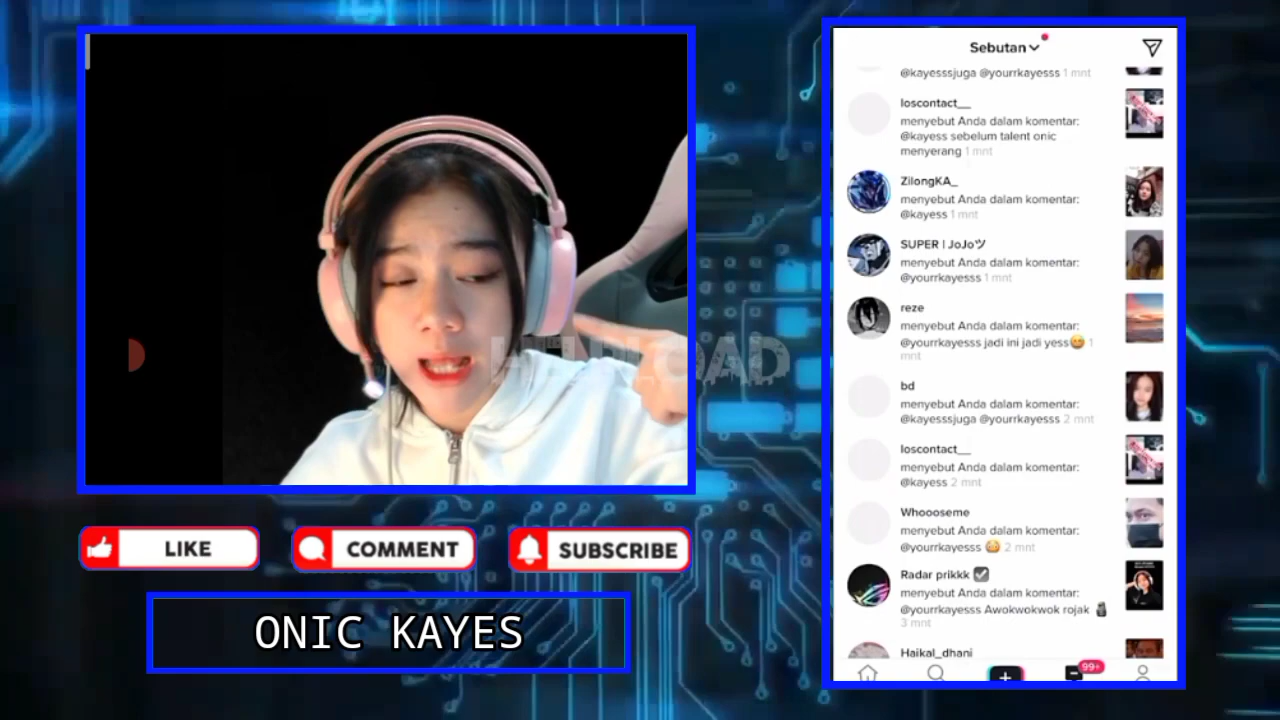 Sebutan
@kayesssjuga @yourrkayesss 1 mnt
loscontact__
menyebut Anda dalam komentar:
@kayess sebelum talent onic
menyerang 1 mnt
ZilongKA_
menyebut Anda dalam komentar:
@kayess 1 mnt
SUPER | JoJoツ
menyebut Anda dalam komentar:
@yourrkayesss 1 mnt
reze
menyebut Anda dalam komentar:
@yourrkayesss jadi ini jadi yess😄 1
mnt
bd
menyebut Anda dalam komentar:
@kayesssjuga @yourrkayesss 2 mnt
loscontact__
menyebut Anda dalam komentar:
@kayess 2 mnt
Whoooseme
menyebut Anda dalam komentar:
@yourrkayesss 😳 2 mnt
Radar prikkk ☑
menyebut Anda dalam komentar:
@yourrkayesss Awokwokwok rojak 🗿
3 mnt
Haikal_dhani
99+
LIKE
COMMENT
SUBSCRIBE
ONIC KAYES